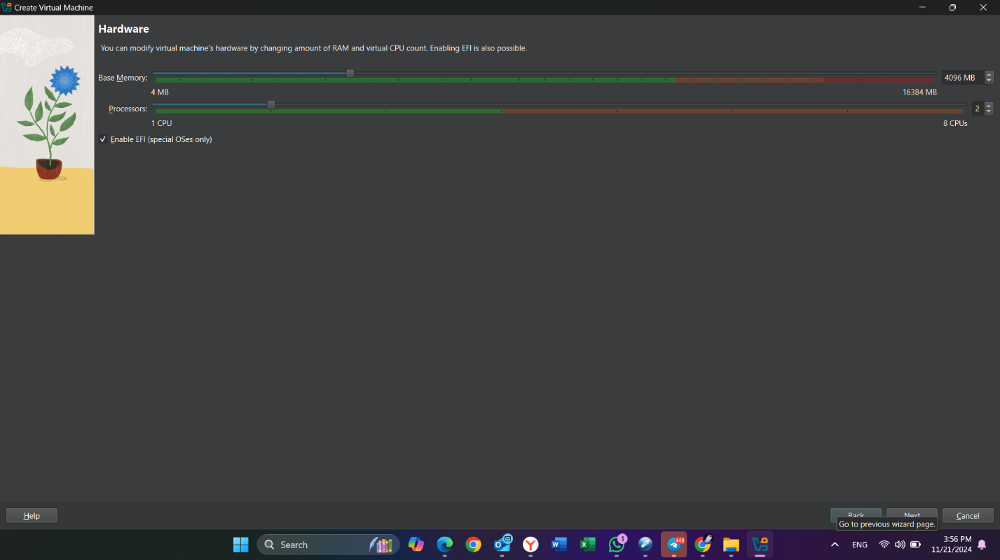 Create Virtual Machine
Hardware
You can modify virtual machine's hardware by changing amount of RAM and virtual CPU count. Enabling EFI is also possible.
Base Memory:
4096 MB
4 MB
16384 MB
Processors:
2
1 CPU
8 CPUs
Enable EFI (special OSes only)
Help
Back
Next
Cancel
Go to previous wizard page.
Search
1
448
ENG
3:56 PM
11/21/2024